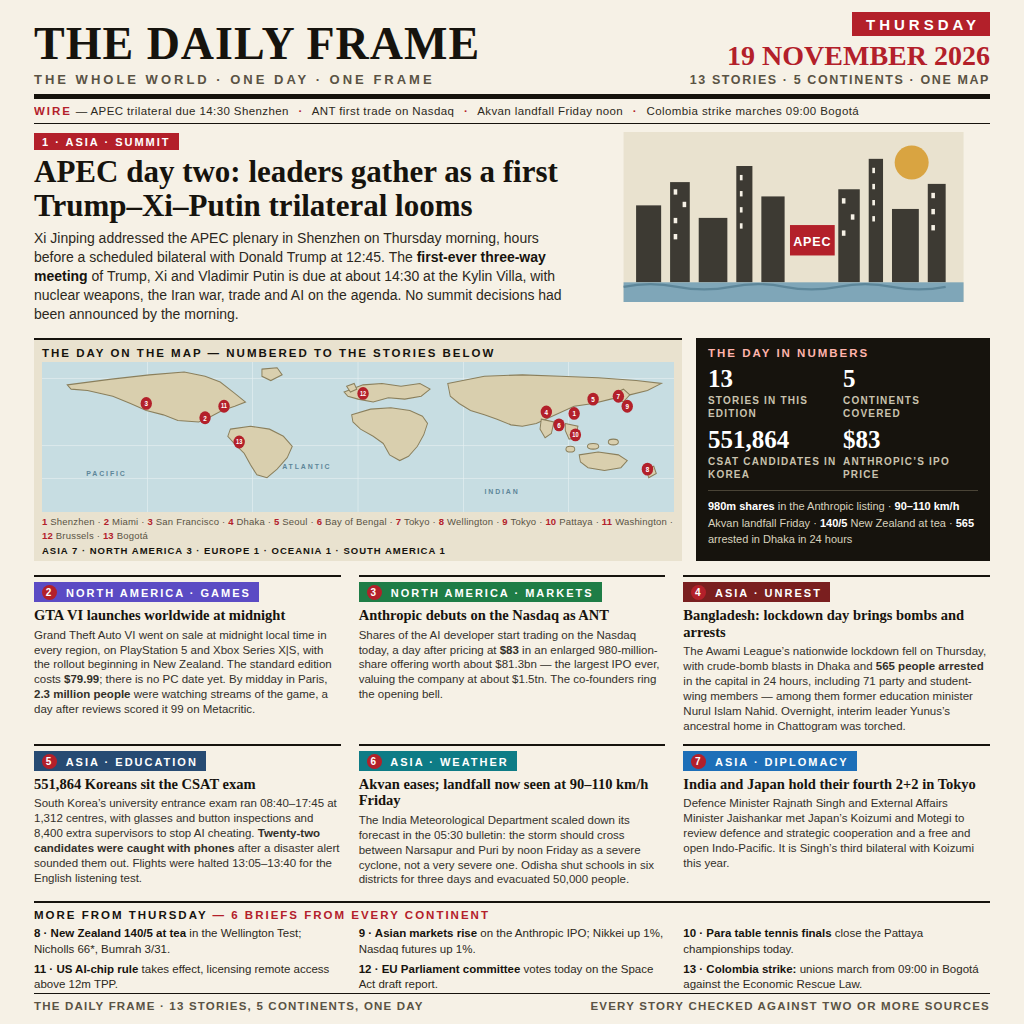 THE DAILY FRAME
THE WHOLE WORLD · ONE DAY · ONE FRAME
THURSDAY
19 NOVEMBER 2026
13 STORIES · 5 CONTINENTS · ONE MAP
WIRE — APEC trilateral due 14:30 Shenzhen · ANT first trade on Nasdaq · Akvan landfall Friday noon · Colombia strike marches 09:00 Bogotá
1 · ASIA · SUMMIT
APEC day two: leaders gather as a first
Trump–Xi–Putin trilateral looms
Xi Jinping addressed the APEC plenary in Shenzhen on Thursday morning, hours
before a scheduled bilateral with Donald Trump at 12:45. The first-ever three-way
meeting of Trump, Xi and Vladimir Putin is due at about 14:30 at the Kylin Villa, with
nuclear weapons, the Iran war, trade and AI on the agenda. No summit decisions had
been announced by the morning.
APEC
THE DAY ON THE MAP — NUMBERED TO THE STORIES BELOW
3
2
11
13
12
4
1
5
7
9
6
10
8
PACIFIC
ATLANTIC
INDIAN
1 Shenzhen · 2 Miami · 3 San Francisco · 4 Dhaka · 5 Seoul · 6 Bay of Bengal · 7 Tokyo · 8 Wellington · 9 Tokyo · 10 Pattaya · 11 Washington ·
12 Brussels · 13 Bogotá
ASIA 7 · NORTH AMERICA 3 · EUROPE 1 · OCEANIA 1 · SOUTH AMERICA 1
THE DAY IN NUMBERS
13
STORIES IN THIS
EDITION
5
CONTINENTS
COVERED
551,864
CSAT CANDIDATES IN
KOREA
$83
ANTHROPIC'S IPO
PRICE
980m shares in the Anthropic listing · 90–110 km/h
Akvan landfall Friday · 140/5 New Zealand at tea · 565
arrested in Dhaka in 24 hours
2 NORTH AMERICA · GAMES
GTA VI launches worldwide at midnight
Grand Theft Auto VI went on sale at midnight local time in
every region, on PlayStation 5 and Xbox Series X|S, with
the rollout beginning in New Zealand. The standard edition
costs $79.99; there is no PC date yet. By midday in Paris,
2.3 million people were watching streams of the game, a
day after reviews scored it 99 on Metacritic.
3 NORTH AMERICA · MARKETS
Anthropic debuts on the Nasdaq as ANT
Shares of the AI developer start trading on the Nasdaq
today, a day after pricing at $83 in an enlarged 980-million-
share offering worth about $81.3bn — the largest IPO ever,
valuing the company at about $1.5tn. The co-founders ring
the opening bell.
4 ASIA · UNREST
Bangladesh: lockdown day brings bombs and
arrests
The Awami League's nationwide lockdown fell on Thursday,
with crude-bomb blasts in Dhaka and 565 people arrested
in the capital in 24 hours, including 71 party and student-
wing members — among them former education minister
Nurul Islam Nahid. Overnight, interim leader Yunus's
ancestral home in Chattogram was torched.
5 ASIA · EDUCATION
551,864 Koreans sit the CSAT exam
South Korea's university entrance exam ran 08:40–17:45 at
1,312 centres, with glasses and button inspections and
8,400 extra supervisors to stop AI cheating. Twenty-two
candidates were caught with phones after a disaster alert
sounded them out. Flights were halted 13:05–13:40 for the
English listening test.
6 ASIA · WEATHER
Akvan eases; landfall now seen at 90–110 km/h
Friday
The India Meteorological Department scaled down its
forecast in the 05:30 bulletin: the storm should cross
between Narsapur and Puri by noon Friday as a severe
cyclone, not a very severe one. Odisha shut schools in six
districts for three days and evacuated 50,000 people.
7 ASIA · DIPLOMACY
India and Japan hold their fourth 2+2 in Tokyo
Defence Minister Rajnath Singh and External Affairs
Minister Jaishankar met Japan's Koizumi and Motegi to
review defence and strategic cooperation and a free and
open Indo-Pacific. It is Singh's third bilateral with Koizumi
this year.
MORE FROM THURSDAY — 6 BRIEFS FROM EVERY CONTINENT
8 · New Zealand 140/5 at tea in the Wellington Test;
Nicholls 66*, Bumrah 3/31.
9 · Asian markets rise on the Anthropic IPO; Nikkei up 1%,
Nasdaq futures up 1%.
10 · Para table tennis finals close the Pattaya
championships today.
11 · US AI-chip rule takes effect, licensing remote access
above 12m TPP.
12 · EU Parliament committee votes today on the Space
Act draft report.
13 · Colombia strike: unions march from 09:00 in Bogotá
against the Economic Rescue Law.
THE DAILY FRAME · 13 STORIES, 5 CONTINENTS, ONE DAY
EVERY STORY CHECKED AGAINST TWO OR MORE SOURCES